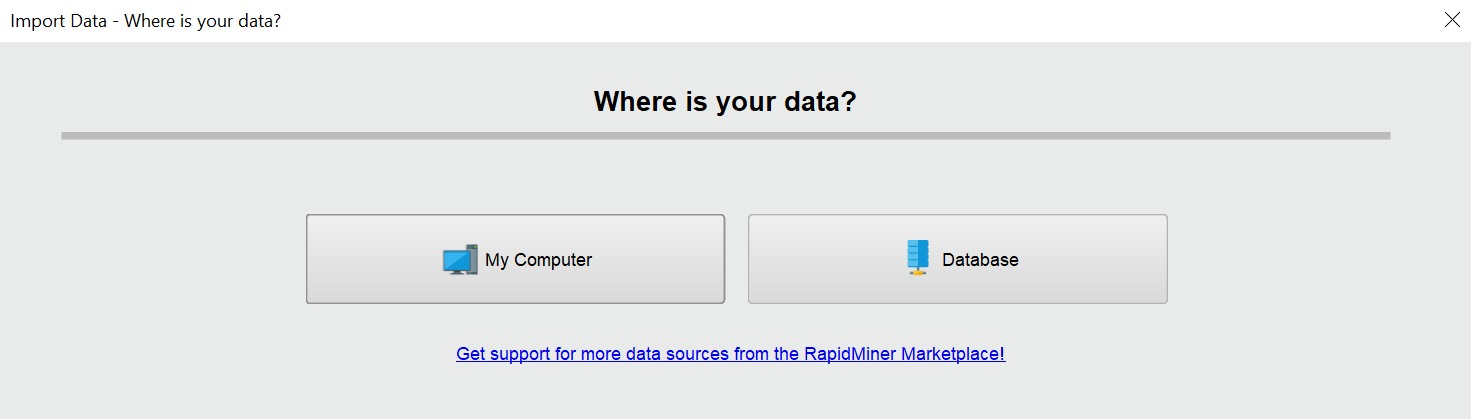 Import Data - Where is your data?
Where is your data?
My Computer
Database
Get support for more data sources from the RapidMiner Marketplace!